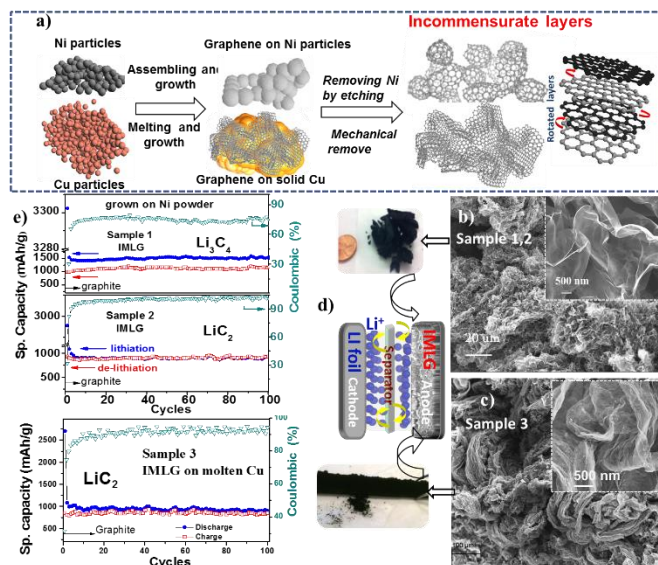 a)
Incommensurate layers
Ni particles
Graphene on Ni particles
Assembling and
growth
Melting and
growth
Removing Ni
by etching
Mechanical
remove
Rotated layers
Cu particles
Graphene on solid Cu
e)
grown on Ni powder
3300
3280
1500
1000
500
Sample 1
IMLG
Li3C4
graphite
90
60
30
Sp. Capacity (mAh/g)
Coulombic (%)
Sample 2
IMLG
LiC2
3000
1000
500
lithiation
de-lithiation
graphite
90
60
30
0 20 40 60 80 100
Cycles
Sample 3
IMLG on molten Cu
LiC2
2500
2000
1500
1000
500
Graphite
Discharge
Charge
Sp. capacity (mAh/g)
Coulombic (%)
100
80
60
40
0 20 40 60 80 100
Cycles
d)
Li+
LI foil
Cathode
Separator
IMLG
Anode
b)
Sample 1,2
500 nm
20 um
c)
Sample 3
500 nm